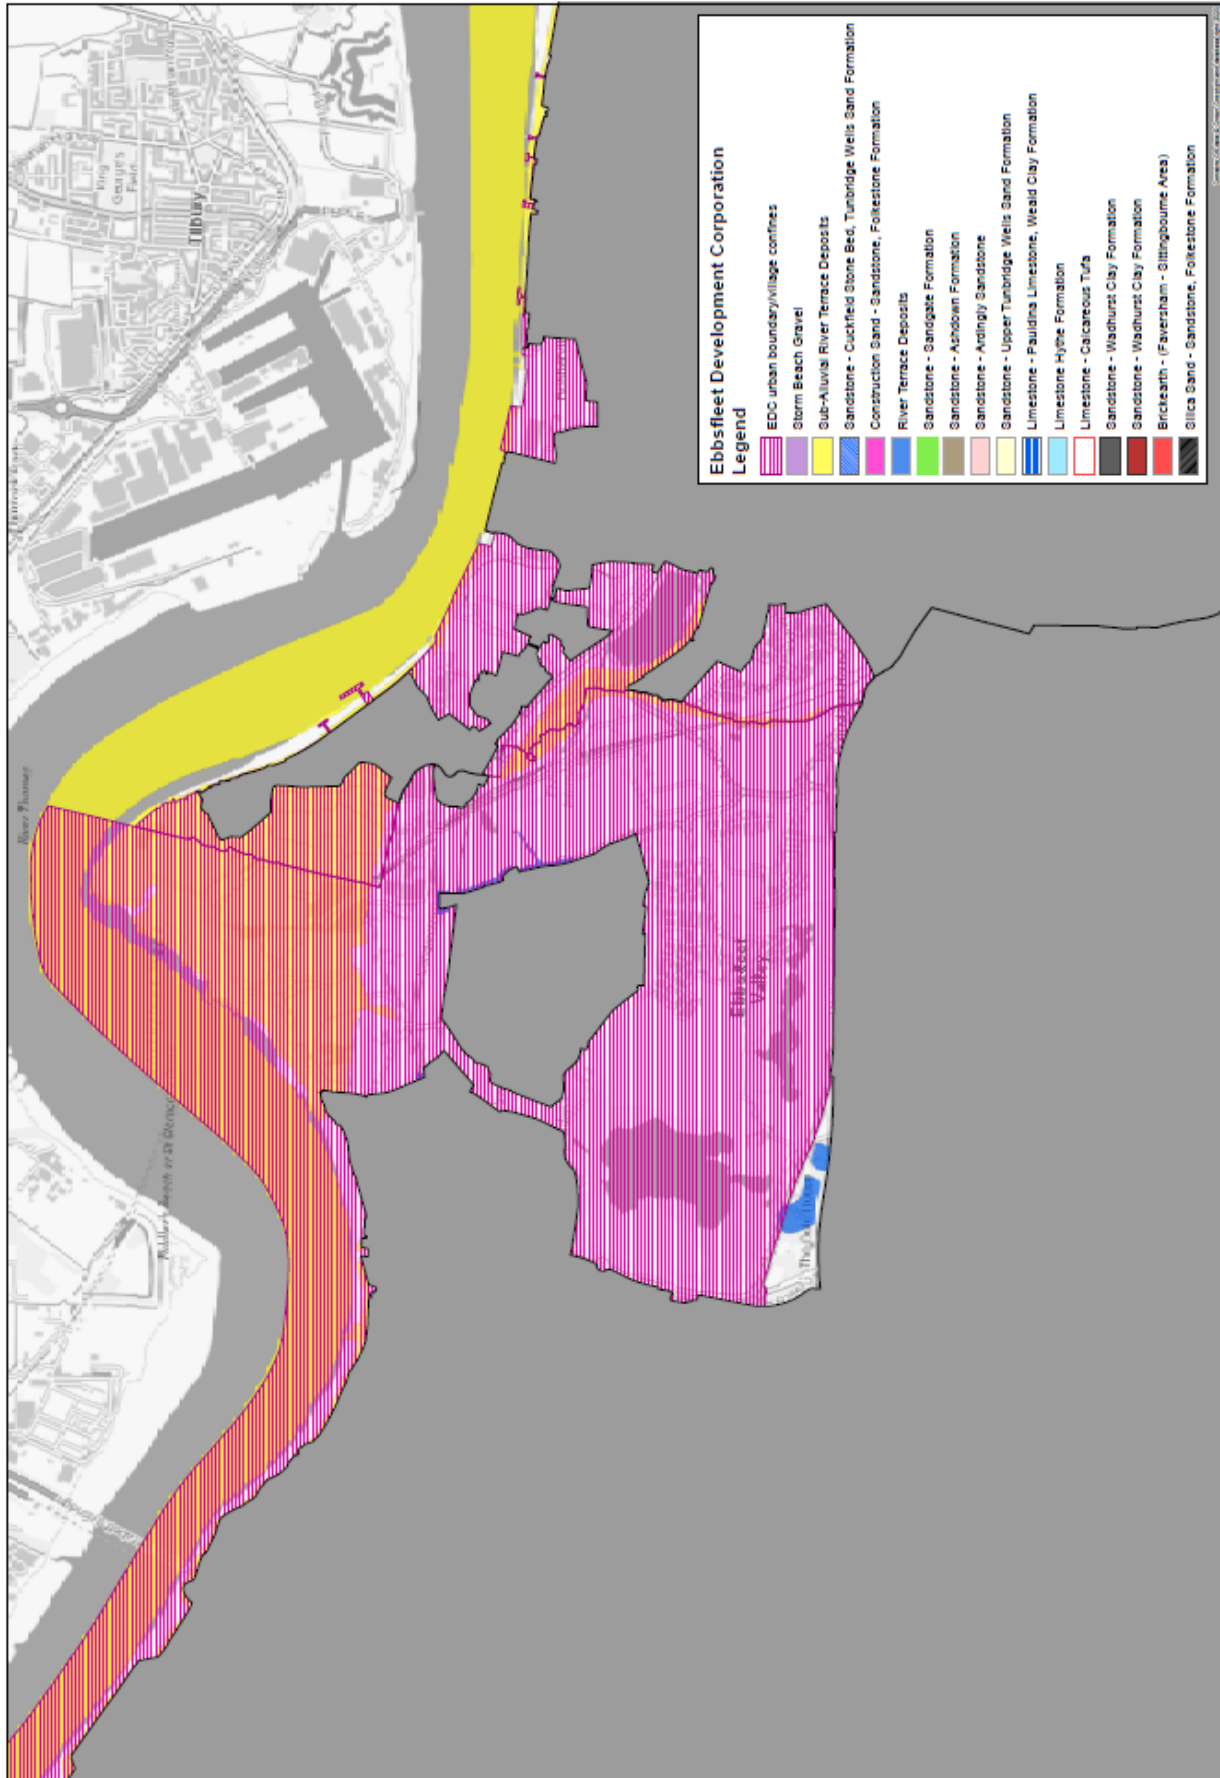 Ebbsfleet Development Corporation
Legend
EDC urban boundary/village confines
Storm Beach Gravel
Sub-Alluvial River Terrace Deposits
Sandstone - Cuckfield Stone Bed, Tunbridge Wells Sand Formation
Construction Sand - Sandstone, Folkestone Formation
River Terrace Deposits
Sandstone - Sandgate Formation
Sandstone - Ashdown Formation
Sandstone - Ardingly Sandstone
Sandstone - Upper Tunbridge Wells Sand Formation
Limestone - Paludina Limestone, Weald Clay Formation
Limestone Hythe Formation
Limestone - Calcareous Tufa
Sandstone - Wadhurst Clay Formation
Sandstone - Wadhurst Clay Formation
Brickearth - (Faversham - Sittingbourne Area)
Silica Sand - Sandstone, Folkestone Formation
King
Georges
Field
Tilbury
River Thames
Ebbsfleet
Valley